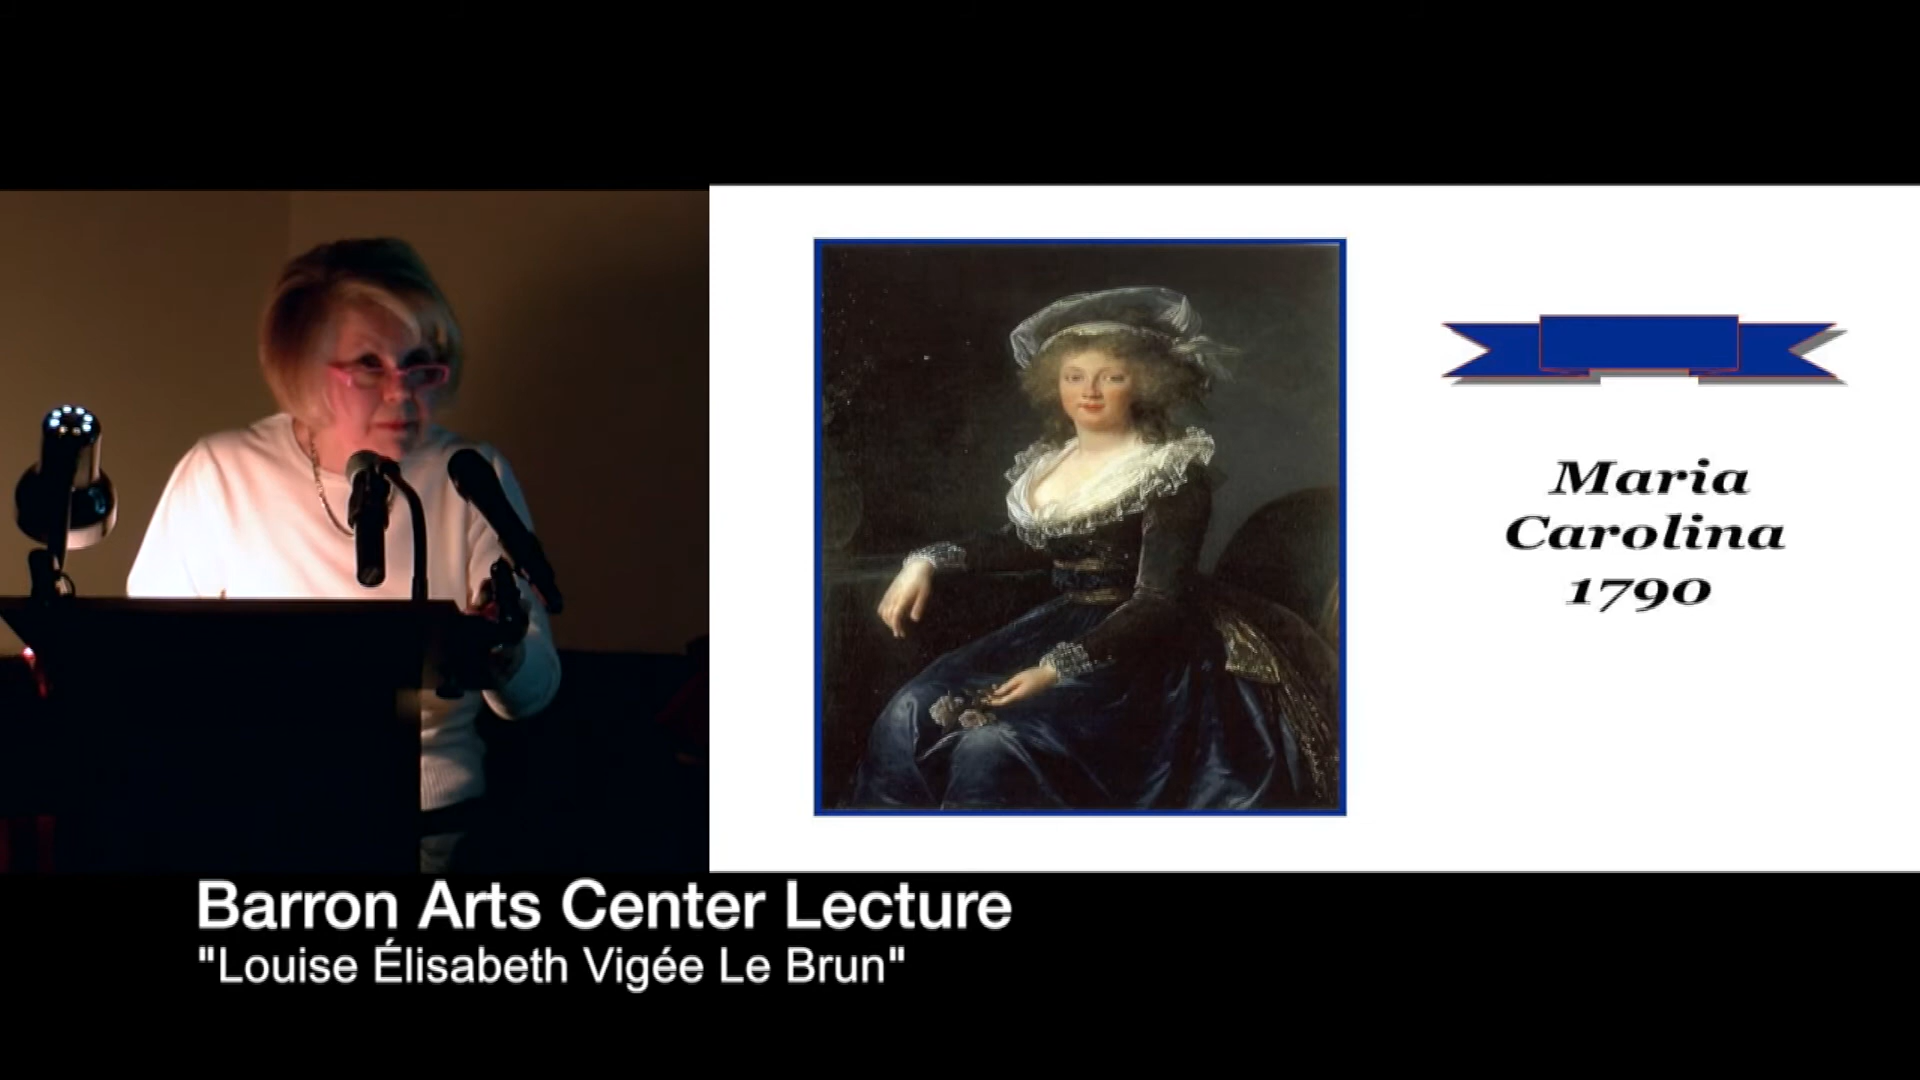 Maria
Carolina
1790
Barron Arts Center Lecture
"Louise Élisabeth Vigée Le Brun"